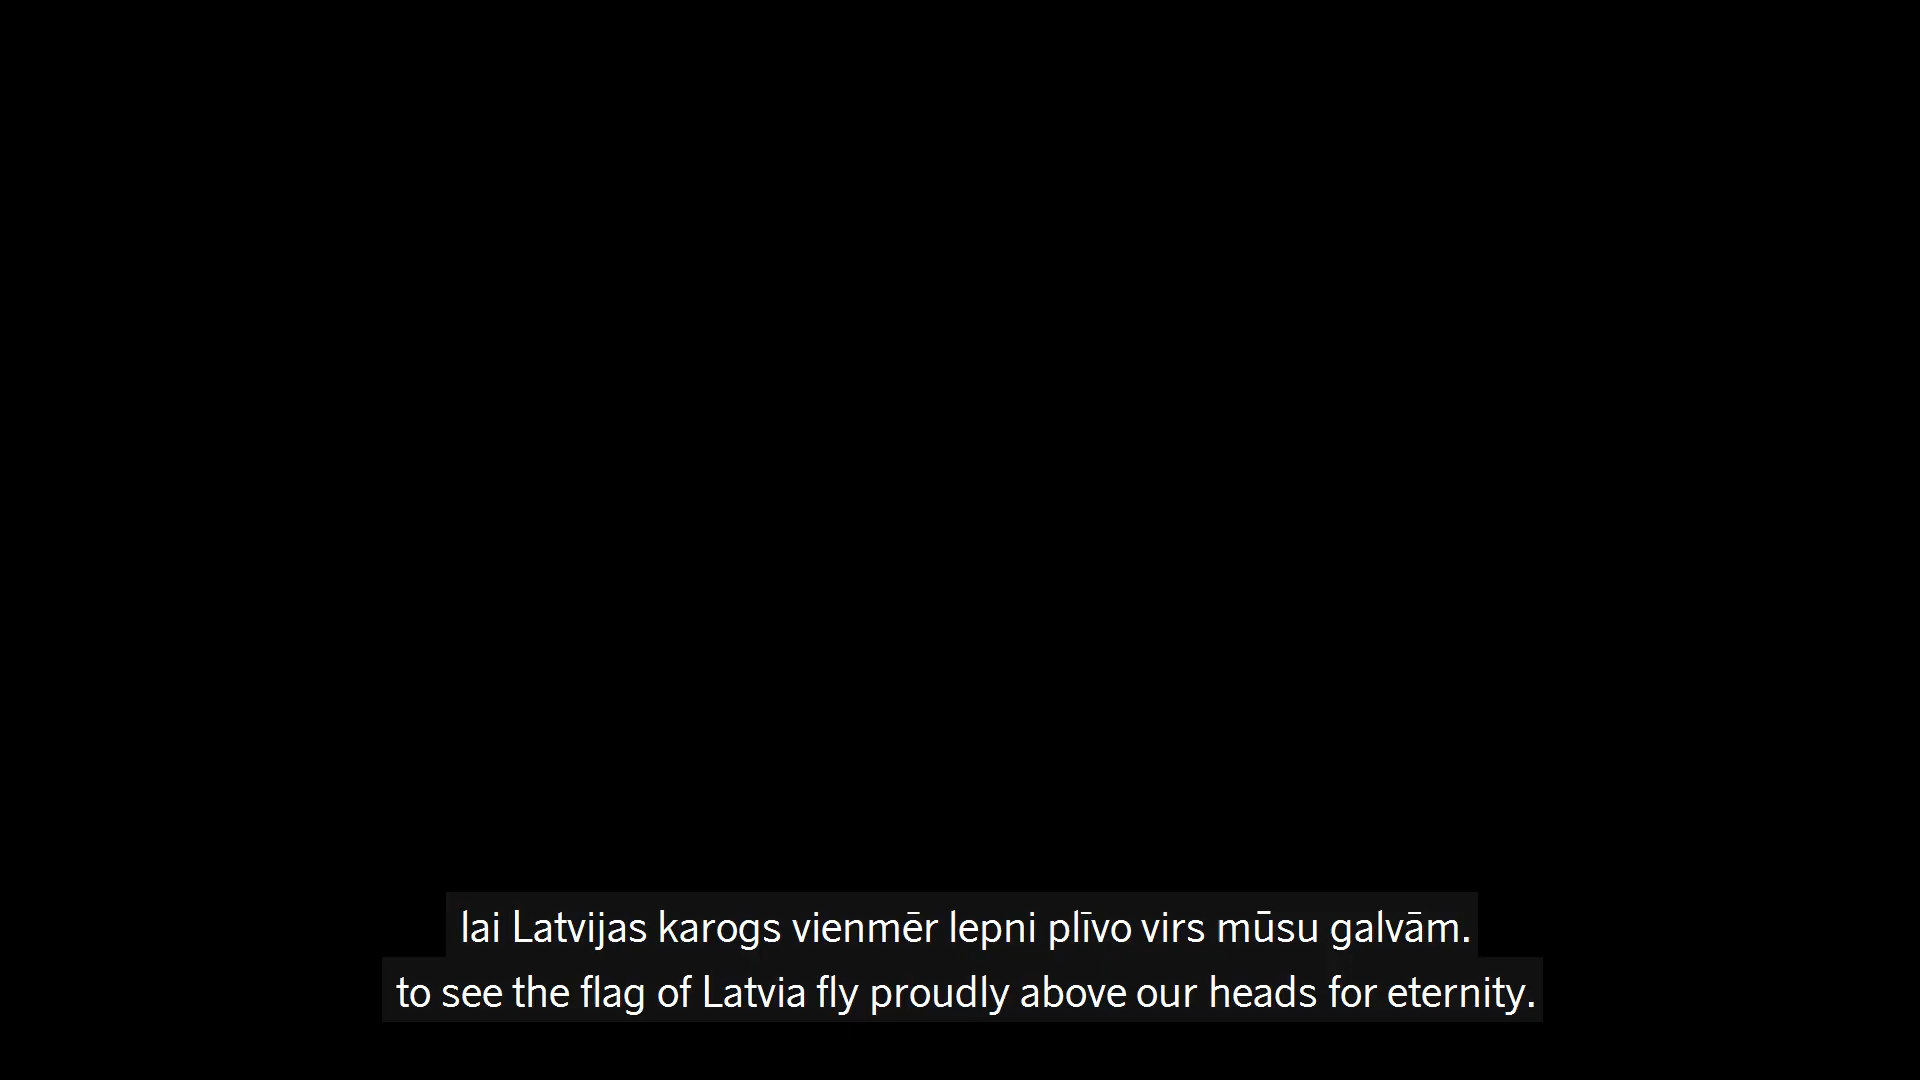 lai Latvijas karogs vienmēr lepni plīvo virs mūsu galvām.
to see the flag of Latvia fly proudly above our heads for eternity.